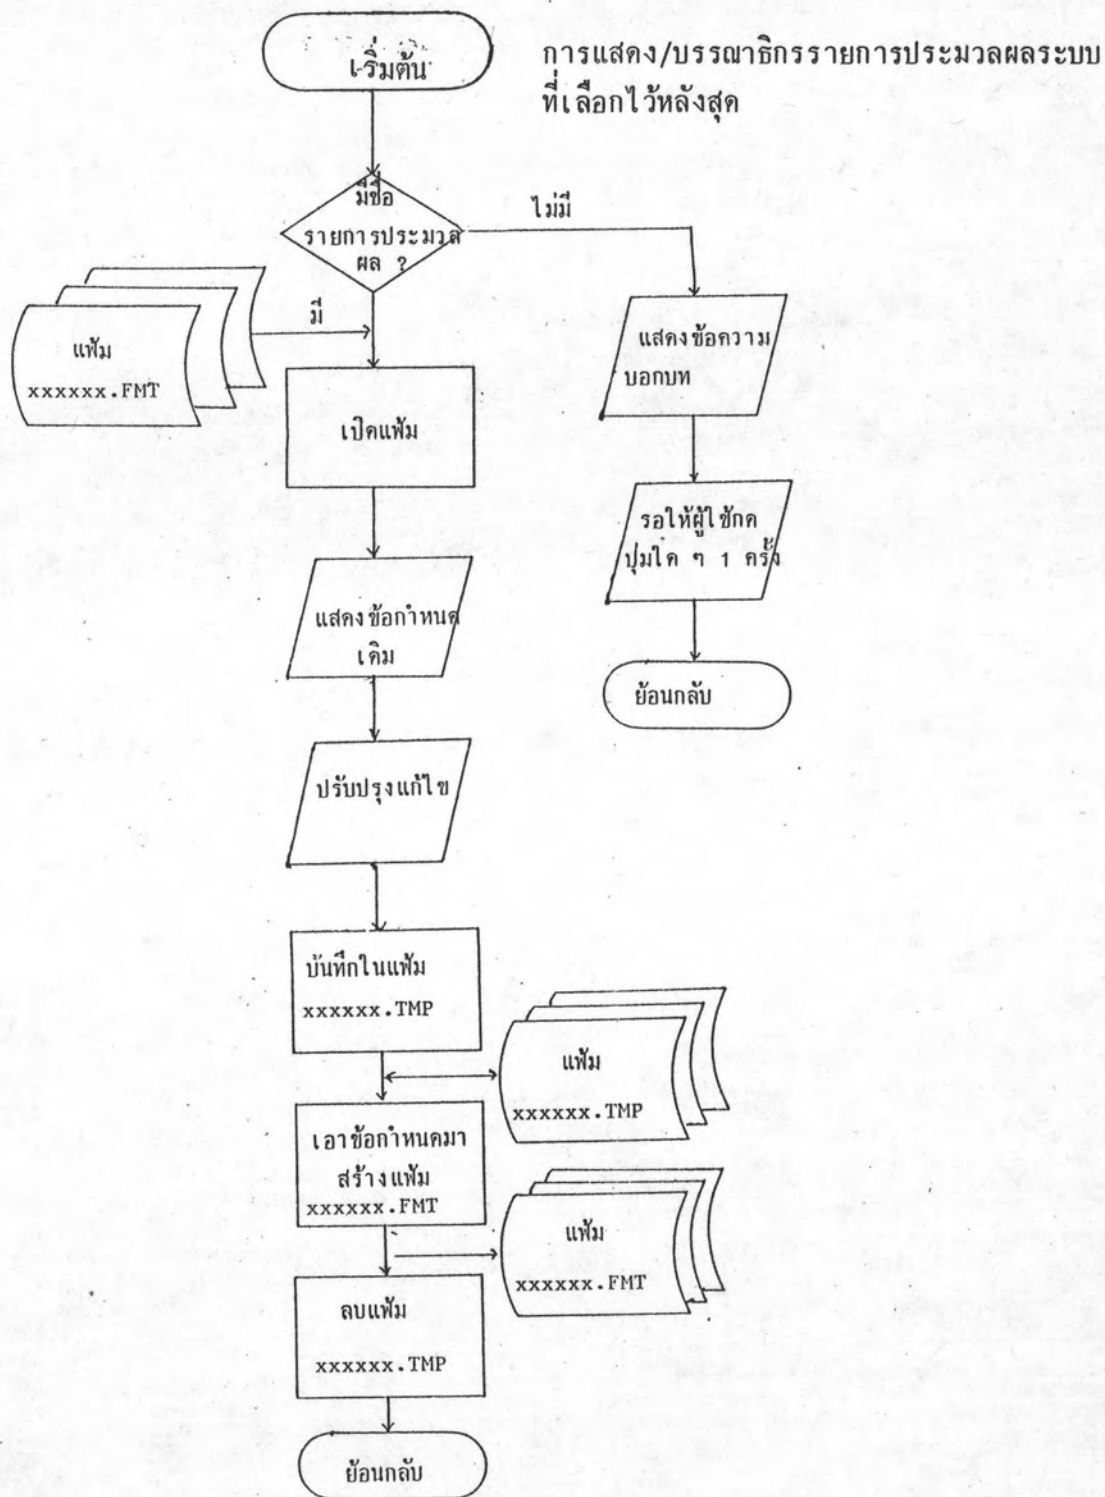 เริ่มต้น
การแสดง/บรรณาธิกรรายการประมวลผลระบบ
ที่เลือกไว้หลังสุด
มีชื่อ
รายการประมวล
ผล ?
ไม่มี
มี
แฟ้ม
xxxxxx.FMT
แสดงข้อความ
บอกบท
เปิดแฟ้ม
รอให้ผู้ใช้กด
ปุ่มใด ๆ 1 ครั้ง
แสดงข้อกำหนด
เดิม
ย้อนกลับ
ปรับปรุงแก้ไข
บันทึกในแฟ้ม
xxxxxx.TMP
แฟ้ม
xxxxxx.TMP
เอาข้อกำหนดมา
สร้างแฟ้ม
xxxxxx.FMT
แฟ้ม
xxxxxx.FMT
ลบแฟ้ม
xxxxxx.TMP
ย้อนกลับ